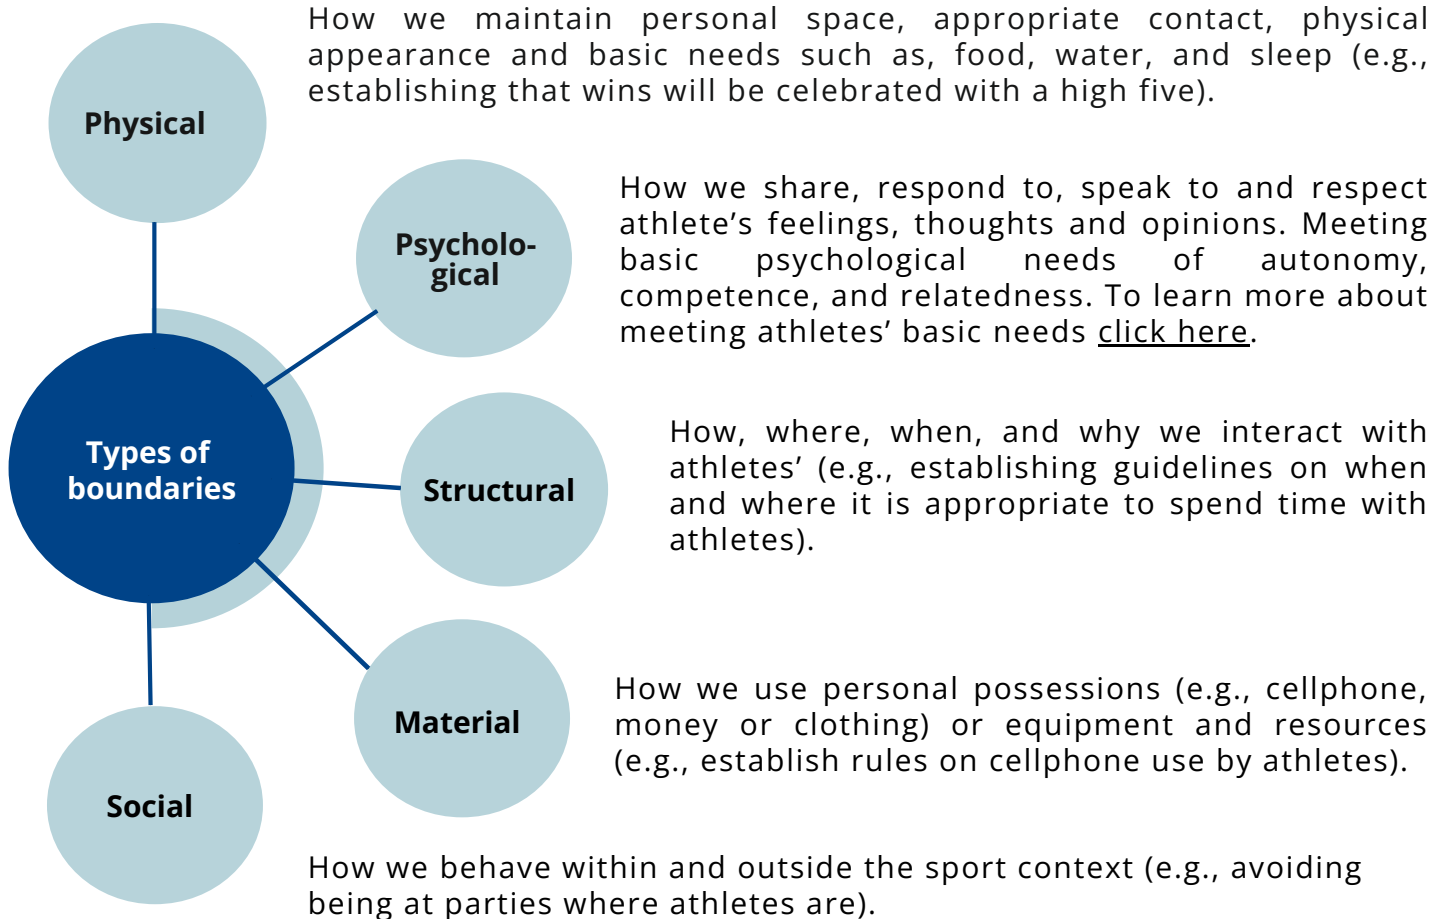 How we maintain personal space, appropriate contact, physical
appearance and basic needs such as, food, water, and sleep (e.g.,
establishing that wins will be celebrated with a high five).
Physical
How we share, respond to, speak to and respect
athlete’s feelings, thoughts and opinions. Meeting
basic psychological needs of autonomy,
competence, and relatedness. To learn more about
meeting athletes’ basic needs click here.
Psycholo-
gical
Types of
boundaries
How, where, when, and why we interact with
athletes’ (e.g., establishing guidelines on when
and where it is appropriate to spend time with
athletes).
Structural
How we use personal possessions (e.g., cellphone,
money or clothing) or equipment and resources
(e.g., establish rules on cellphone use by athletes).
Material
Social
How we behave within and outside the sport context (e.g., avoiding
being at parties where athletes are).